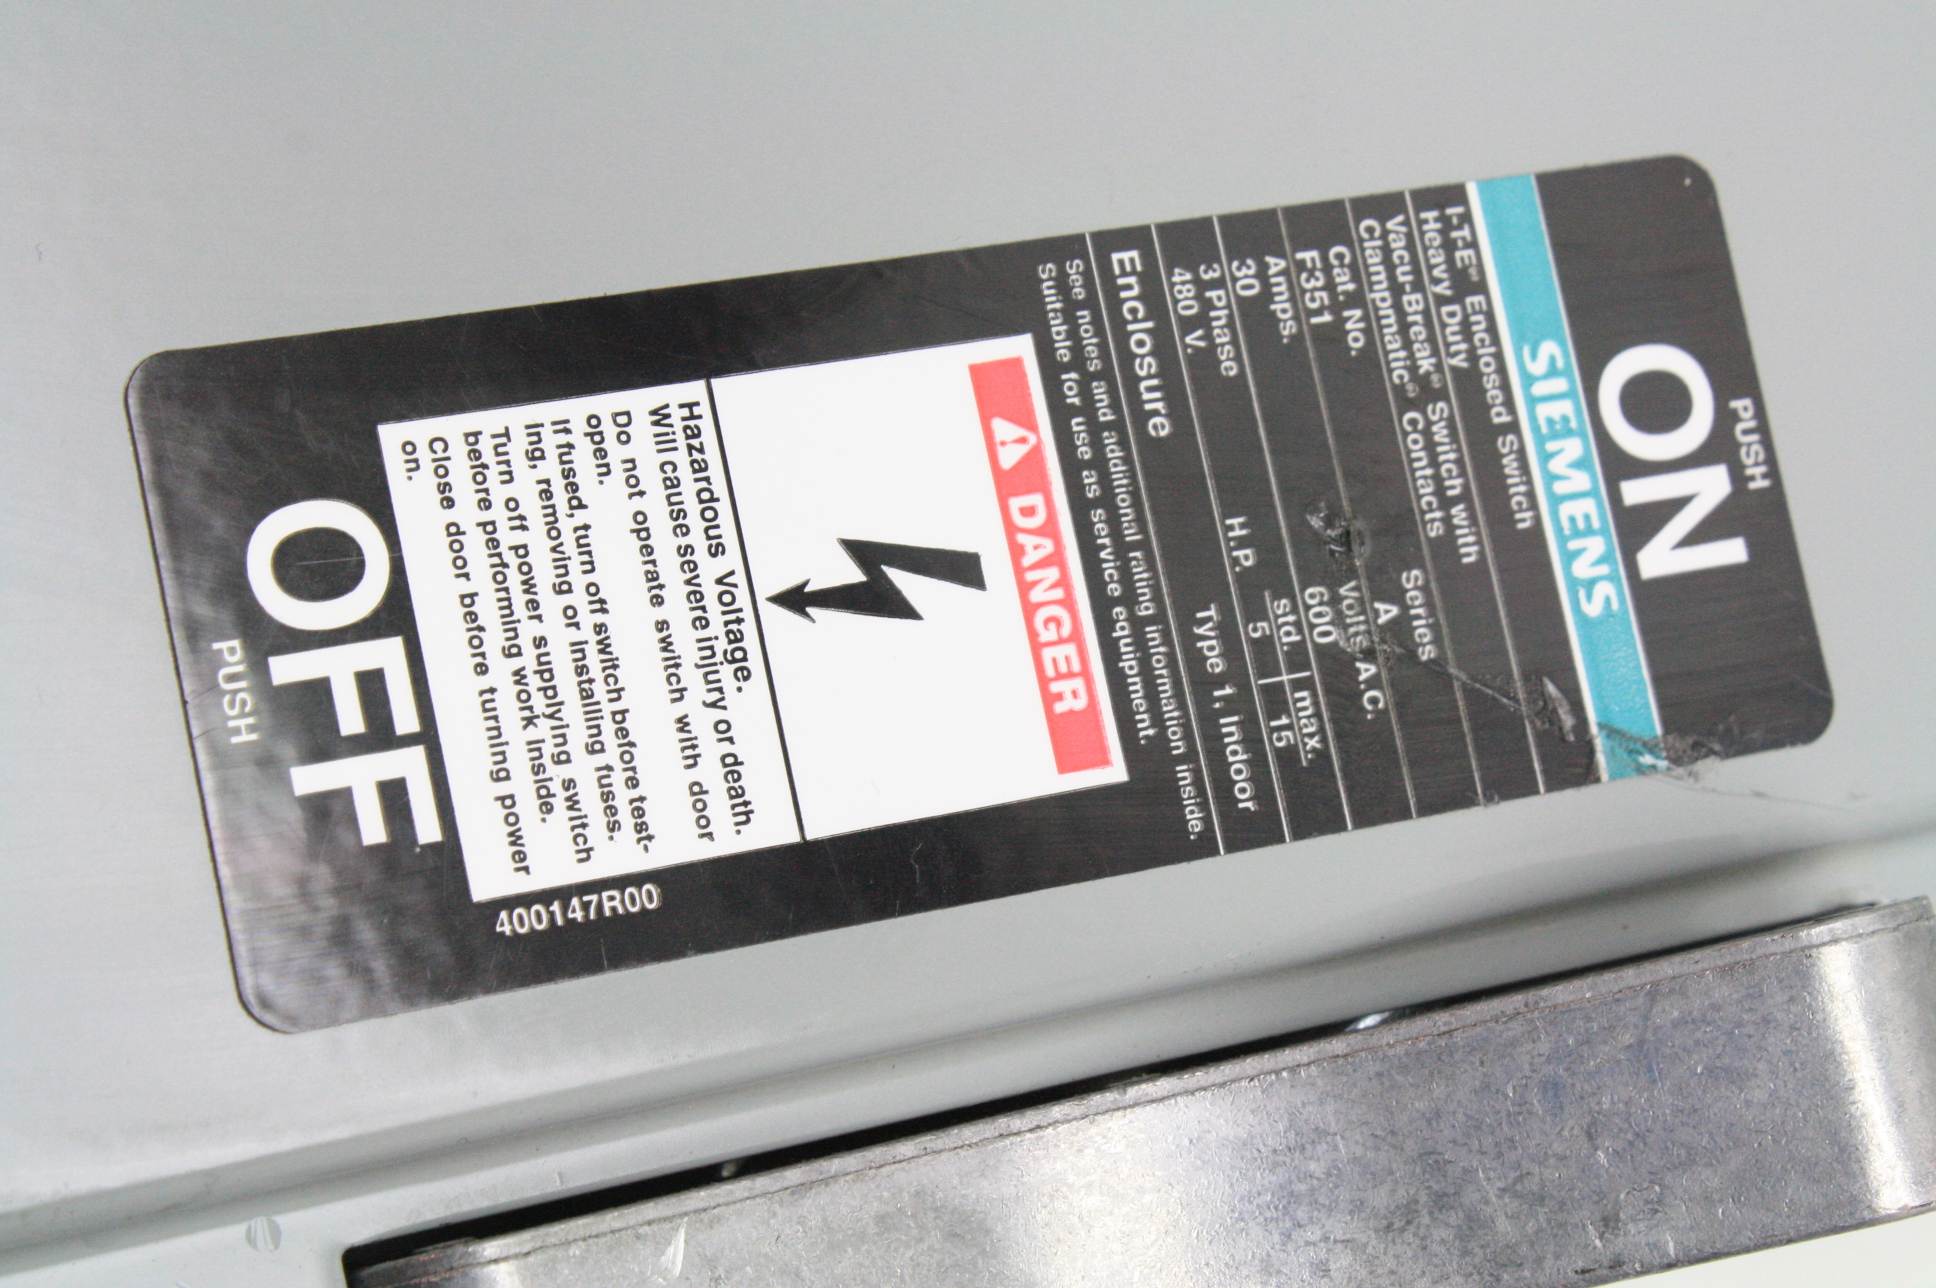 PUSH
ON
SIEMENS
I-T-E® Enclosed Switch
Heavy Duty
Vacu-Break® Switch with
Clampmatic® Contacts
Cat. No. Series
F351 A
Amps. Volts A.C.
30 600
3 Phase H.P. std. max.
480 V. 5 15
Enclosure Type 1, Indoor
See notes and additional rating information inside.
Suitable for use as service equipment.
DANGER
Hazardous Voltage.
Will cause severe injury or death.
Do not operate switch with door
open.
If fused, turn off switch before test-
ing, removing or installing fuses.
Turn off power supplying switch
before performing work inside.
Close door before turning power
on.
400147R00
OFF
PUSH